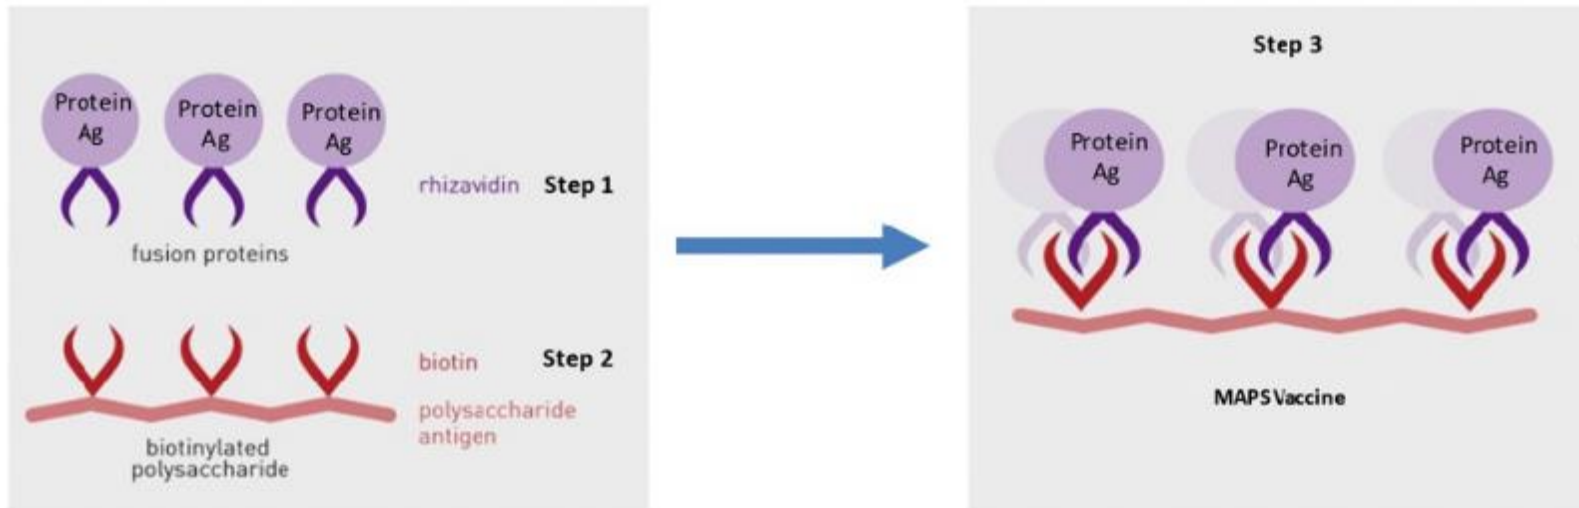 Protein
Ag
Protein
Ag
Protein
Ag
rhizavidin Step 1
fusion proteins
biotin Step 2
polysaccharide
antigen
biotinylated
polysaccharide
Step 3
Protein
Ag
Protein
Ag
Protein
Ag
MAPS Vaccine